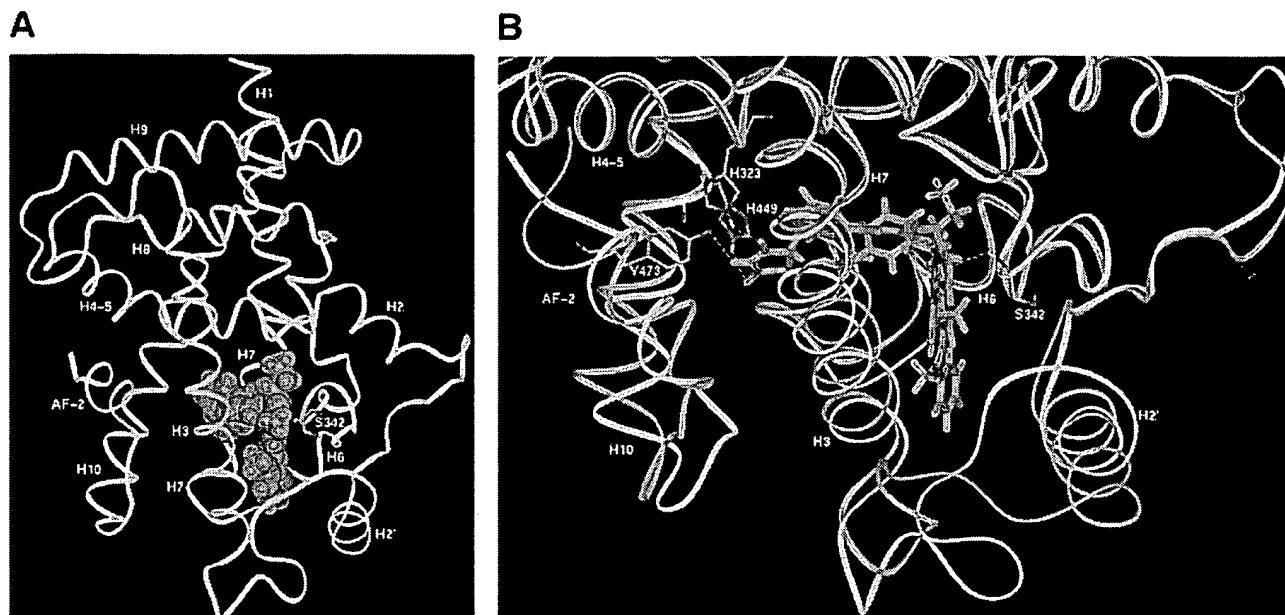 A
H1
H9
H8
H4-5
H2
H7
AF-2
S342
H3
H6
H10
H7
H2'
B
H4-5
H323
H7
H449
Y473
AF-2
H6
S342
H3
H2'
H10